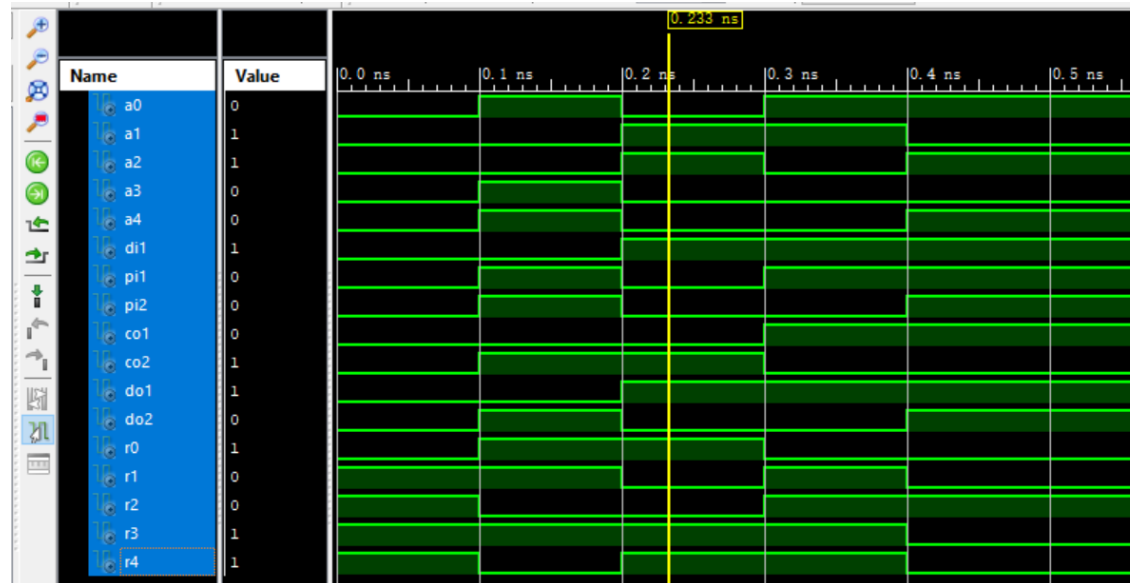 0.233 ns
Name Value 0.0 ns 0.1 ns 0.2 ns 0.3 ns 0.4 ns 0.5 ns
a0 0
a1 1
a2 1
a3 0
a4 0
di1 1
pi1 0
pi2 0
co1 0
co2 1
do1 1
do2 0
r0 1
r1 0
r2 0
r3 1
r4 1